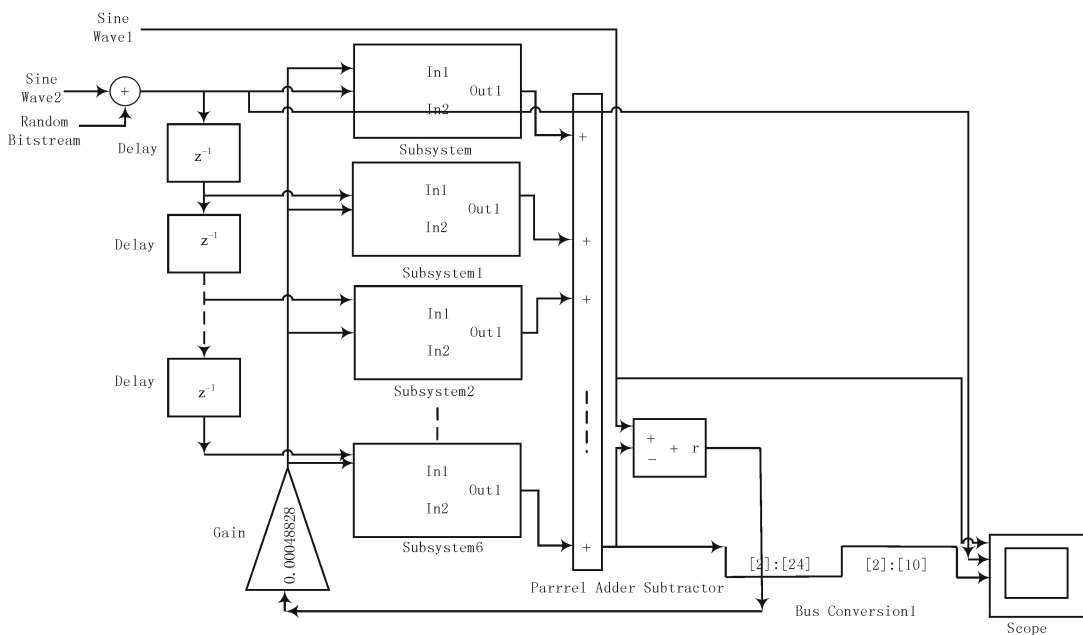 Sine
Wave1
Sine
Wave2
+
Random
Bitstream
Delay
z⁻¹
Delay
z⁻¹
Delay
z⁻¹
In1
Out1
In2
Subsystem
In1
Out1
In2
Subsystem1
In1
Out1
In2
Subsystem2
In1
Out1
In2
Subsystem6
Gain
0.00048828
+
+
+
+
Parrrel Adder Subtractor
+
− + r
[2]:[24]
[2]:[10]
Bus Conversion1
Scope